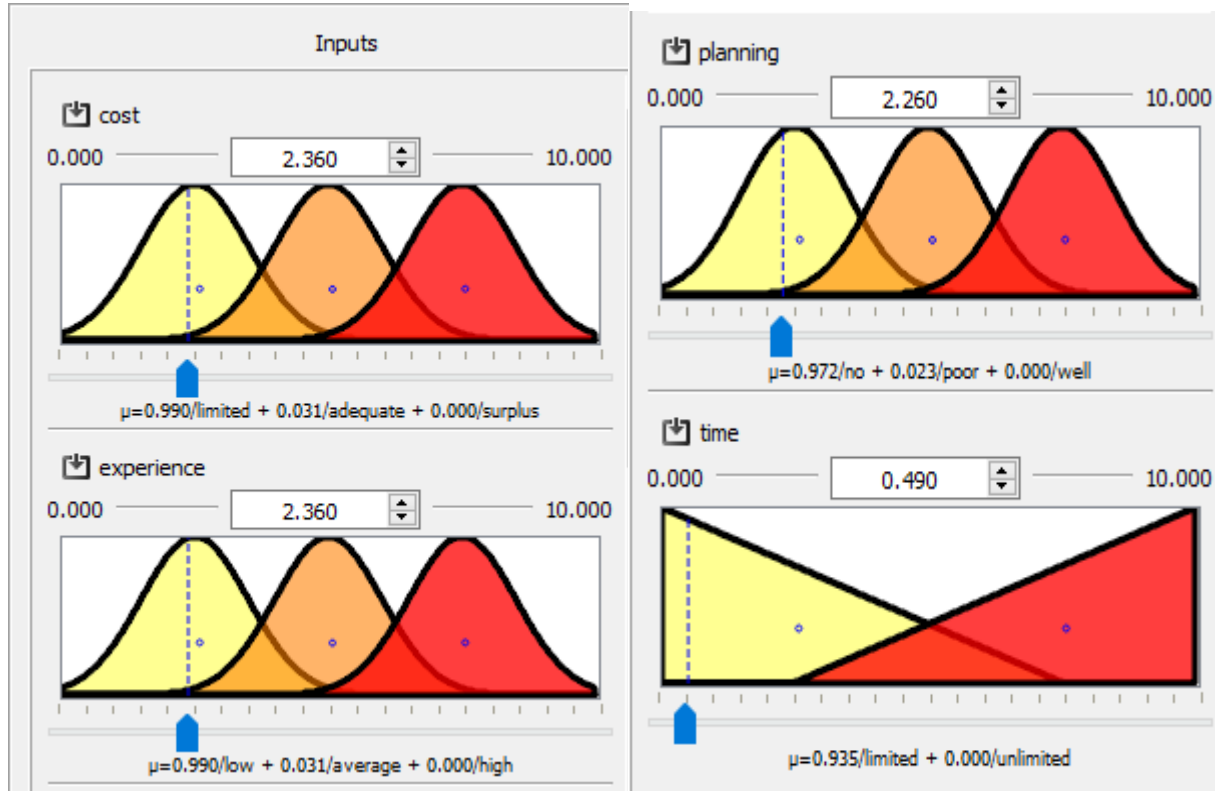 Inputs
cost
0.000 2.360 10.000
μ=0.990/limited + 0.031/adequate + 0.000/surplus
experience
0.000 2.360 10.000
μ=0.990/low + 0.031/average + 0.000/high
planning
0.000 2.260 10.000
μ=0.972/no + 0.023/poor + 0.000/well
time
0.000 0.490 10.000
μ=0.935/limited + 0.000/unlimited